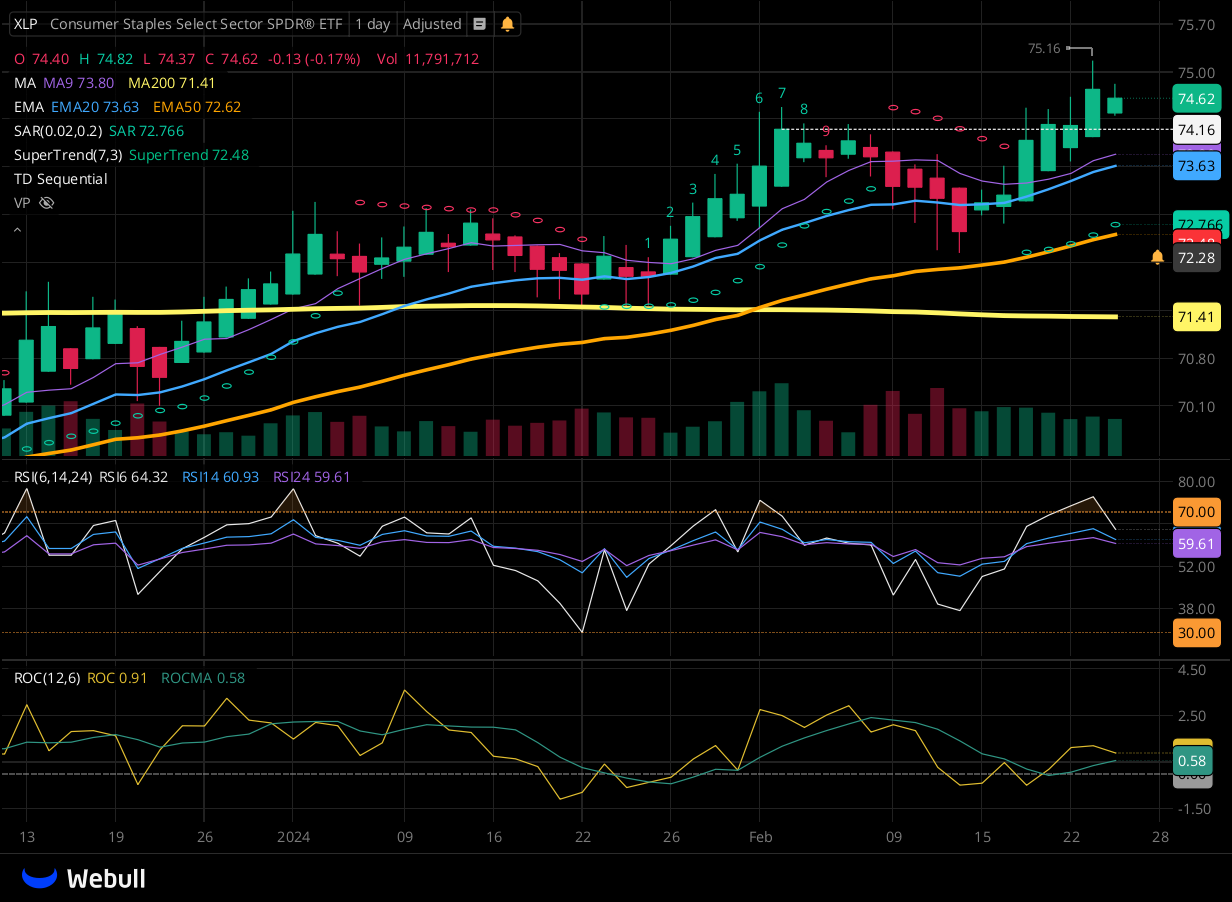 XLP Consumer Staples Select Sector SPDR® ETF 1 day Adjusted
O 74.40 H 74.82 L 74.37 C 74.62 -0.13 (-0.17%) Vol 11,791,712
MA MA9 73.80 MA200 71.41
EMA EMA20 73.63 EMA50 72.62
SAR(0.02,0.2) SAR 72.766
SuperTrend(7,3) SuperTrend 72.48
TD Sequential
VP
75.16
1 2 3 4 5 6 7 8 9
75.70
75.00
74.62
74.16
73.63
72.766
72.48
72.28
71.41
70.80
70.10
RSI(6,14,24) RSI6 64.32 RSI14 60.93 RSI24 59.61
80.00
70.00
59.61
52.00
38.00
30.00
ROC(12,6) ROC 0.91 ROCMA 0.58
4.50
2.50
0.58
0.00
-1.50
13 19 26 2024 09 16 22 26 Feb 09 15 22 28
Webull